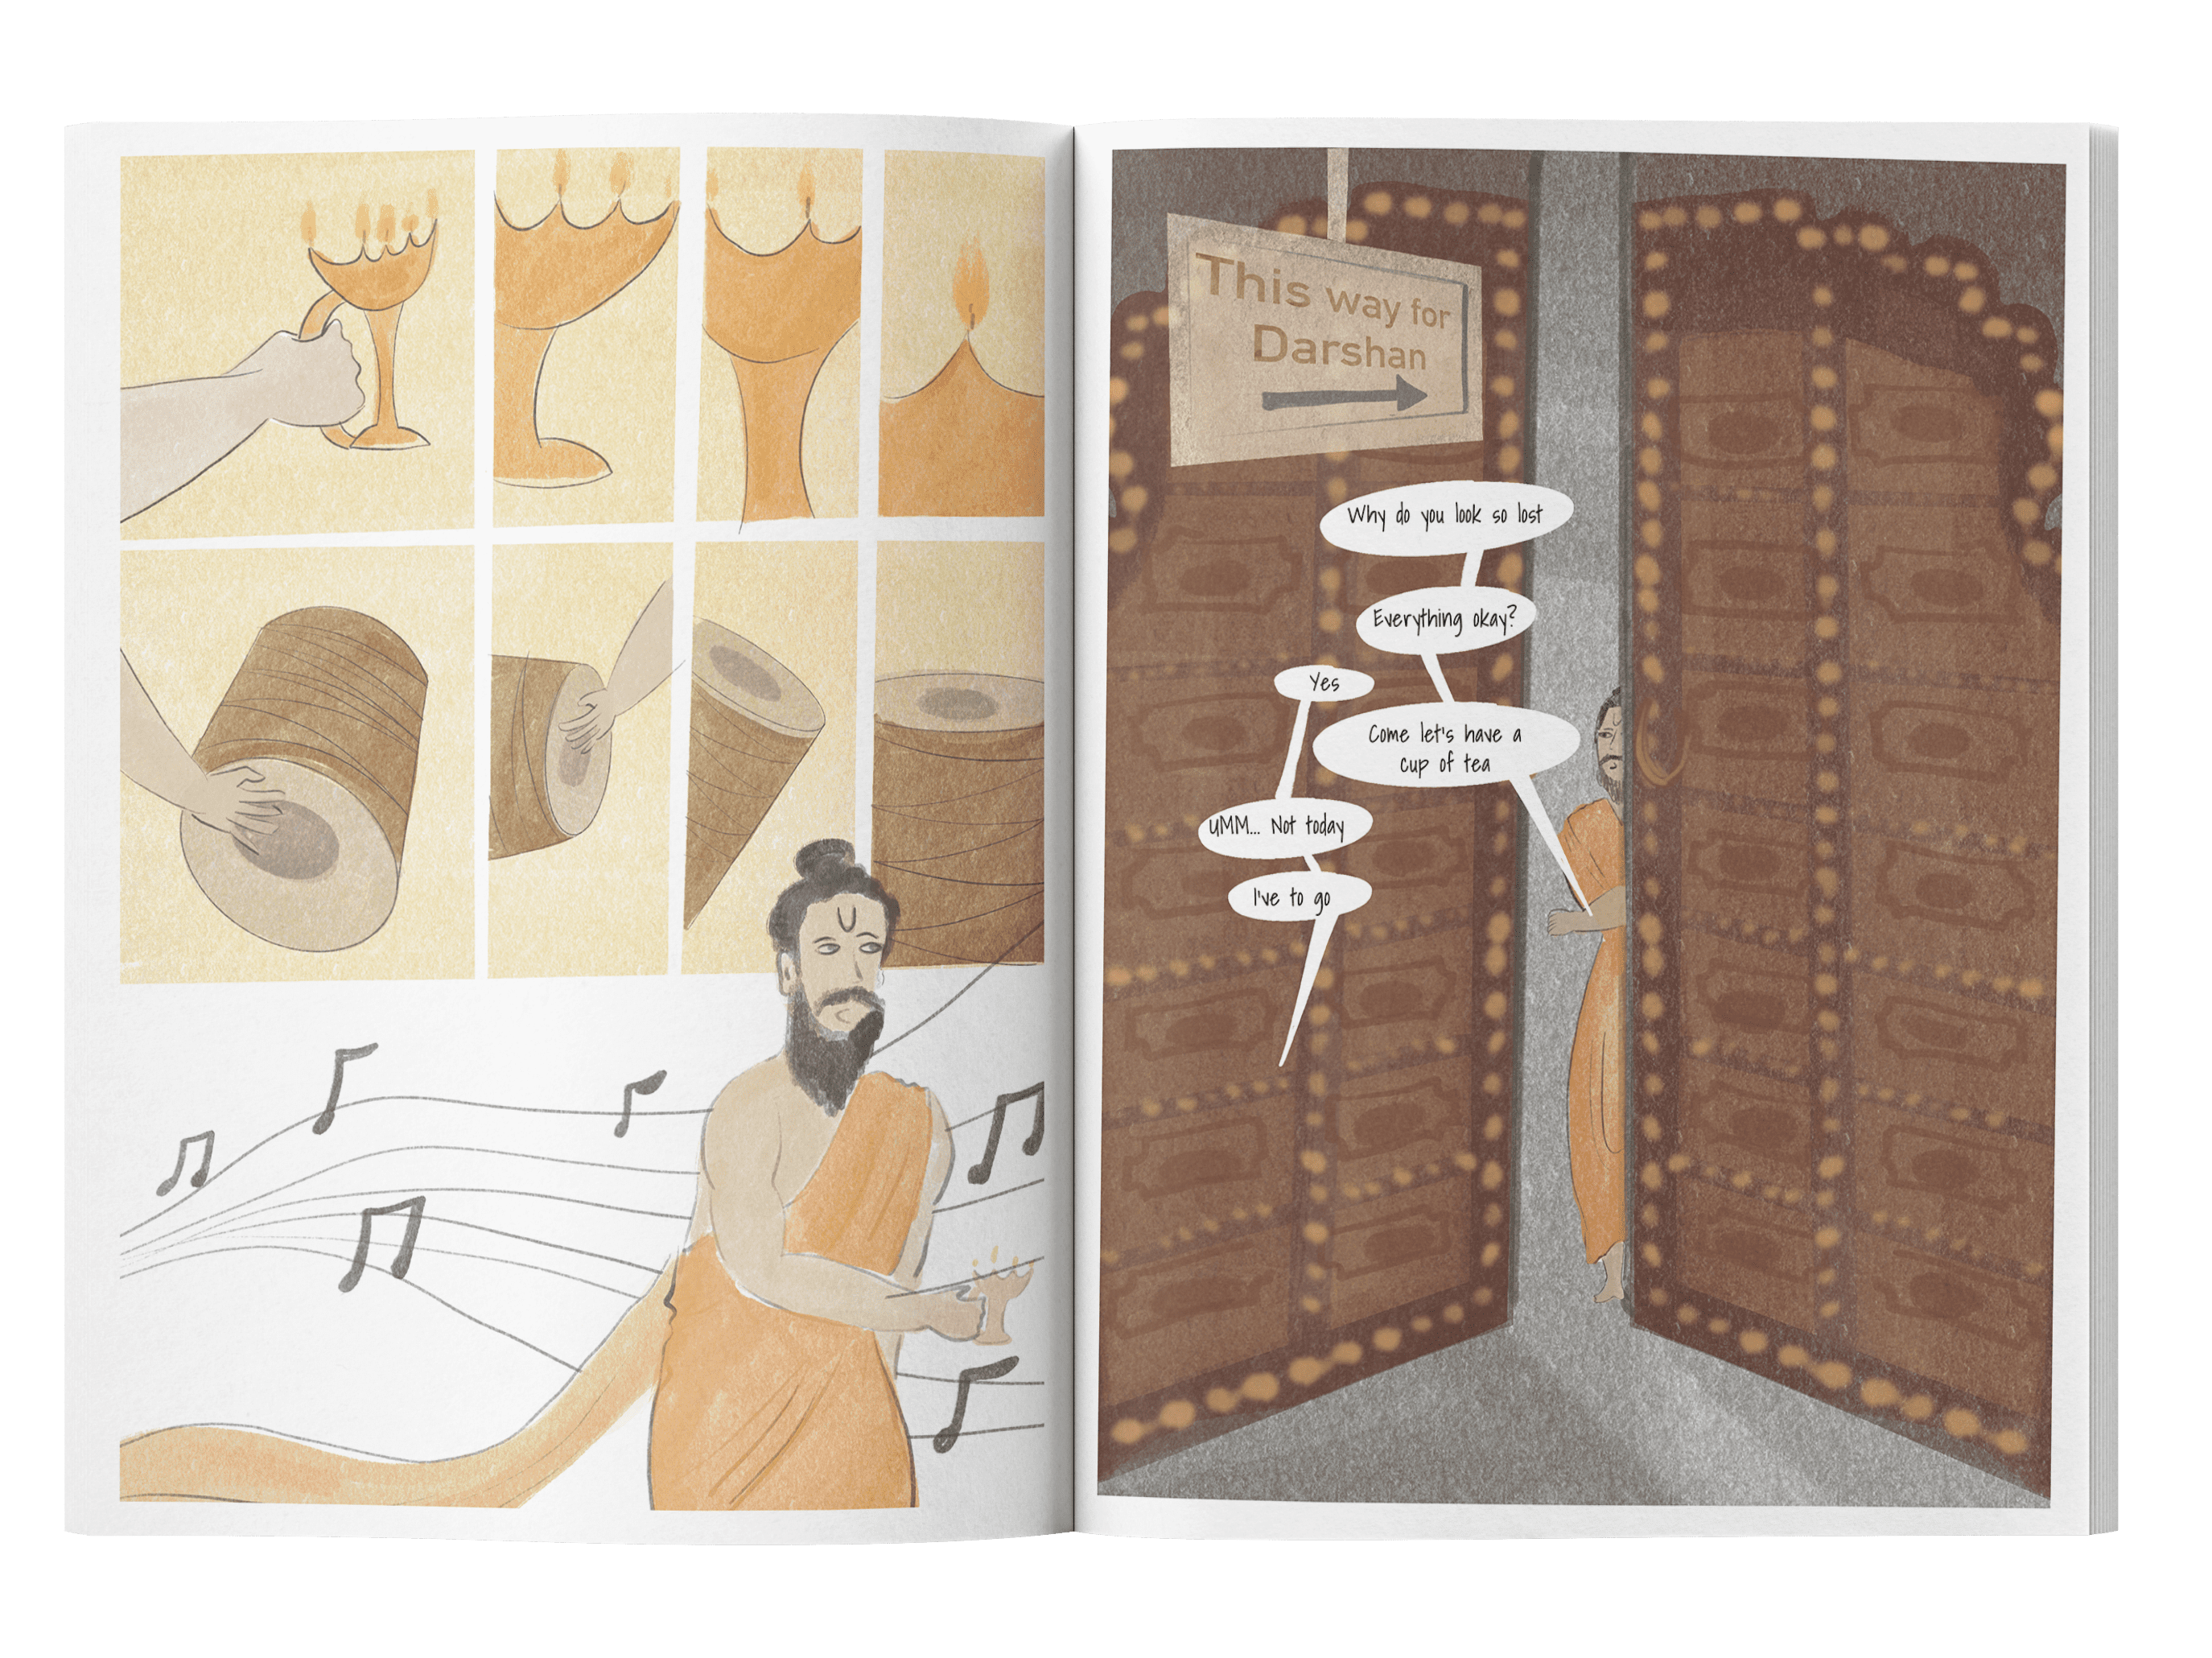 This way for
Darshan
Why do you look so lost
Everything okay?
Yes
Come let's have a
cup of tea
UMM... Not today
I've to go